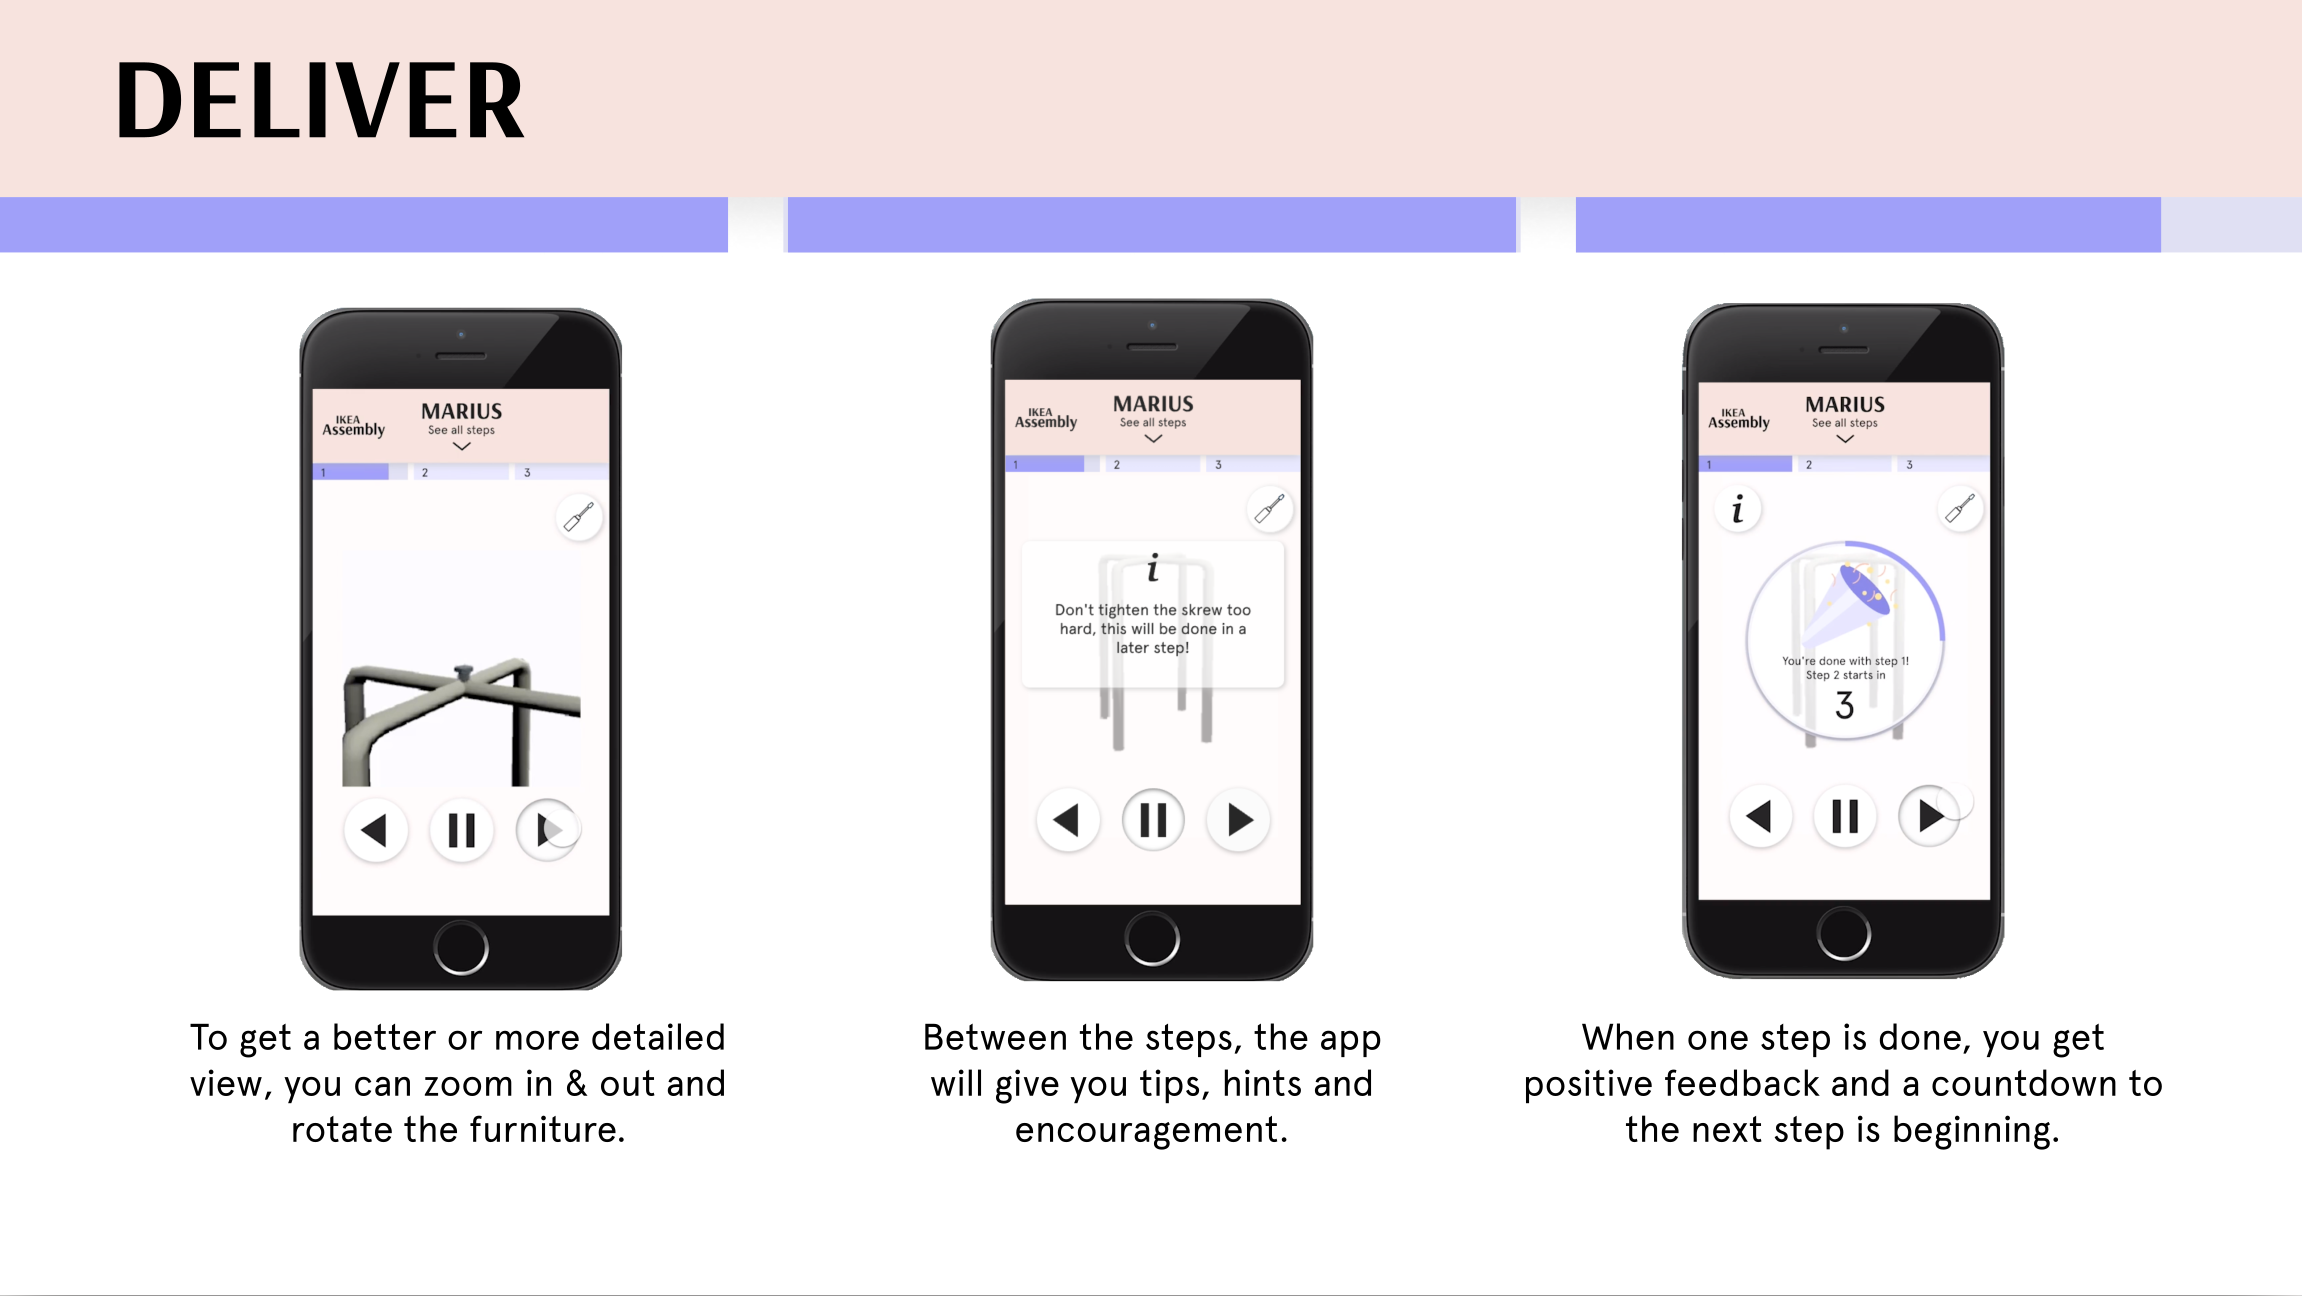 DELIVER
IKEA
Assembly
MARIUS
See all steps
1 2 3
To get a better or more detailed
view, you can zoom in & out and
rotate the furniture.
IKEA
Assembly
MARIUS
See all steps
1 2 3
i
Don't tighten the skrew too
hard, this will be done in a
later step!
Between the steps, the app
will give you tips, hints and
encouragement.
IKEA
Assembly
MARIUS
See all steps
1 2 3
i
You're done with step 1!
Step 2 starts in
3
When one step is done, you get
positive feedback and a countdown to
the next step is beginning.